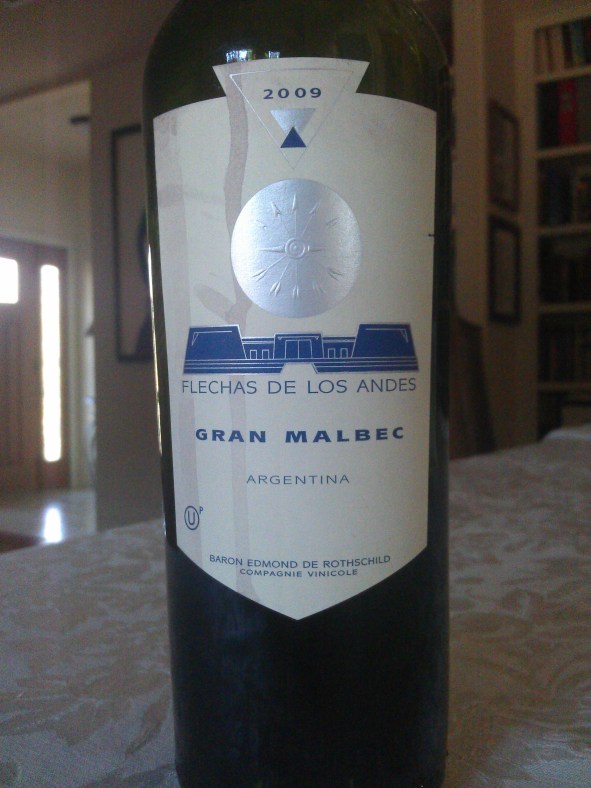 2009
FLECHAS DE LOS ANDES
GRAN MALBEC
ARGENTINA
U P
BARON EDMOND DE ROTHSCHILD
COMPAGNIE VINICOLE